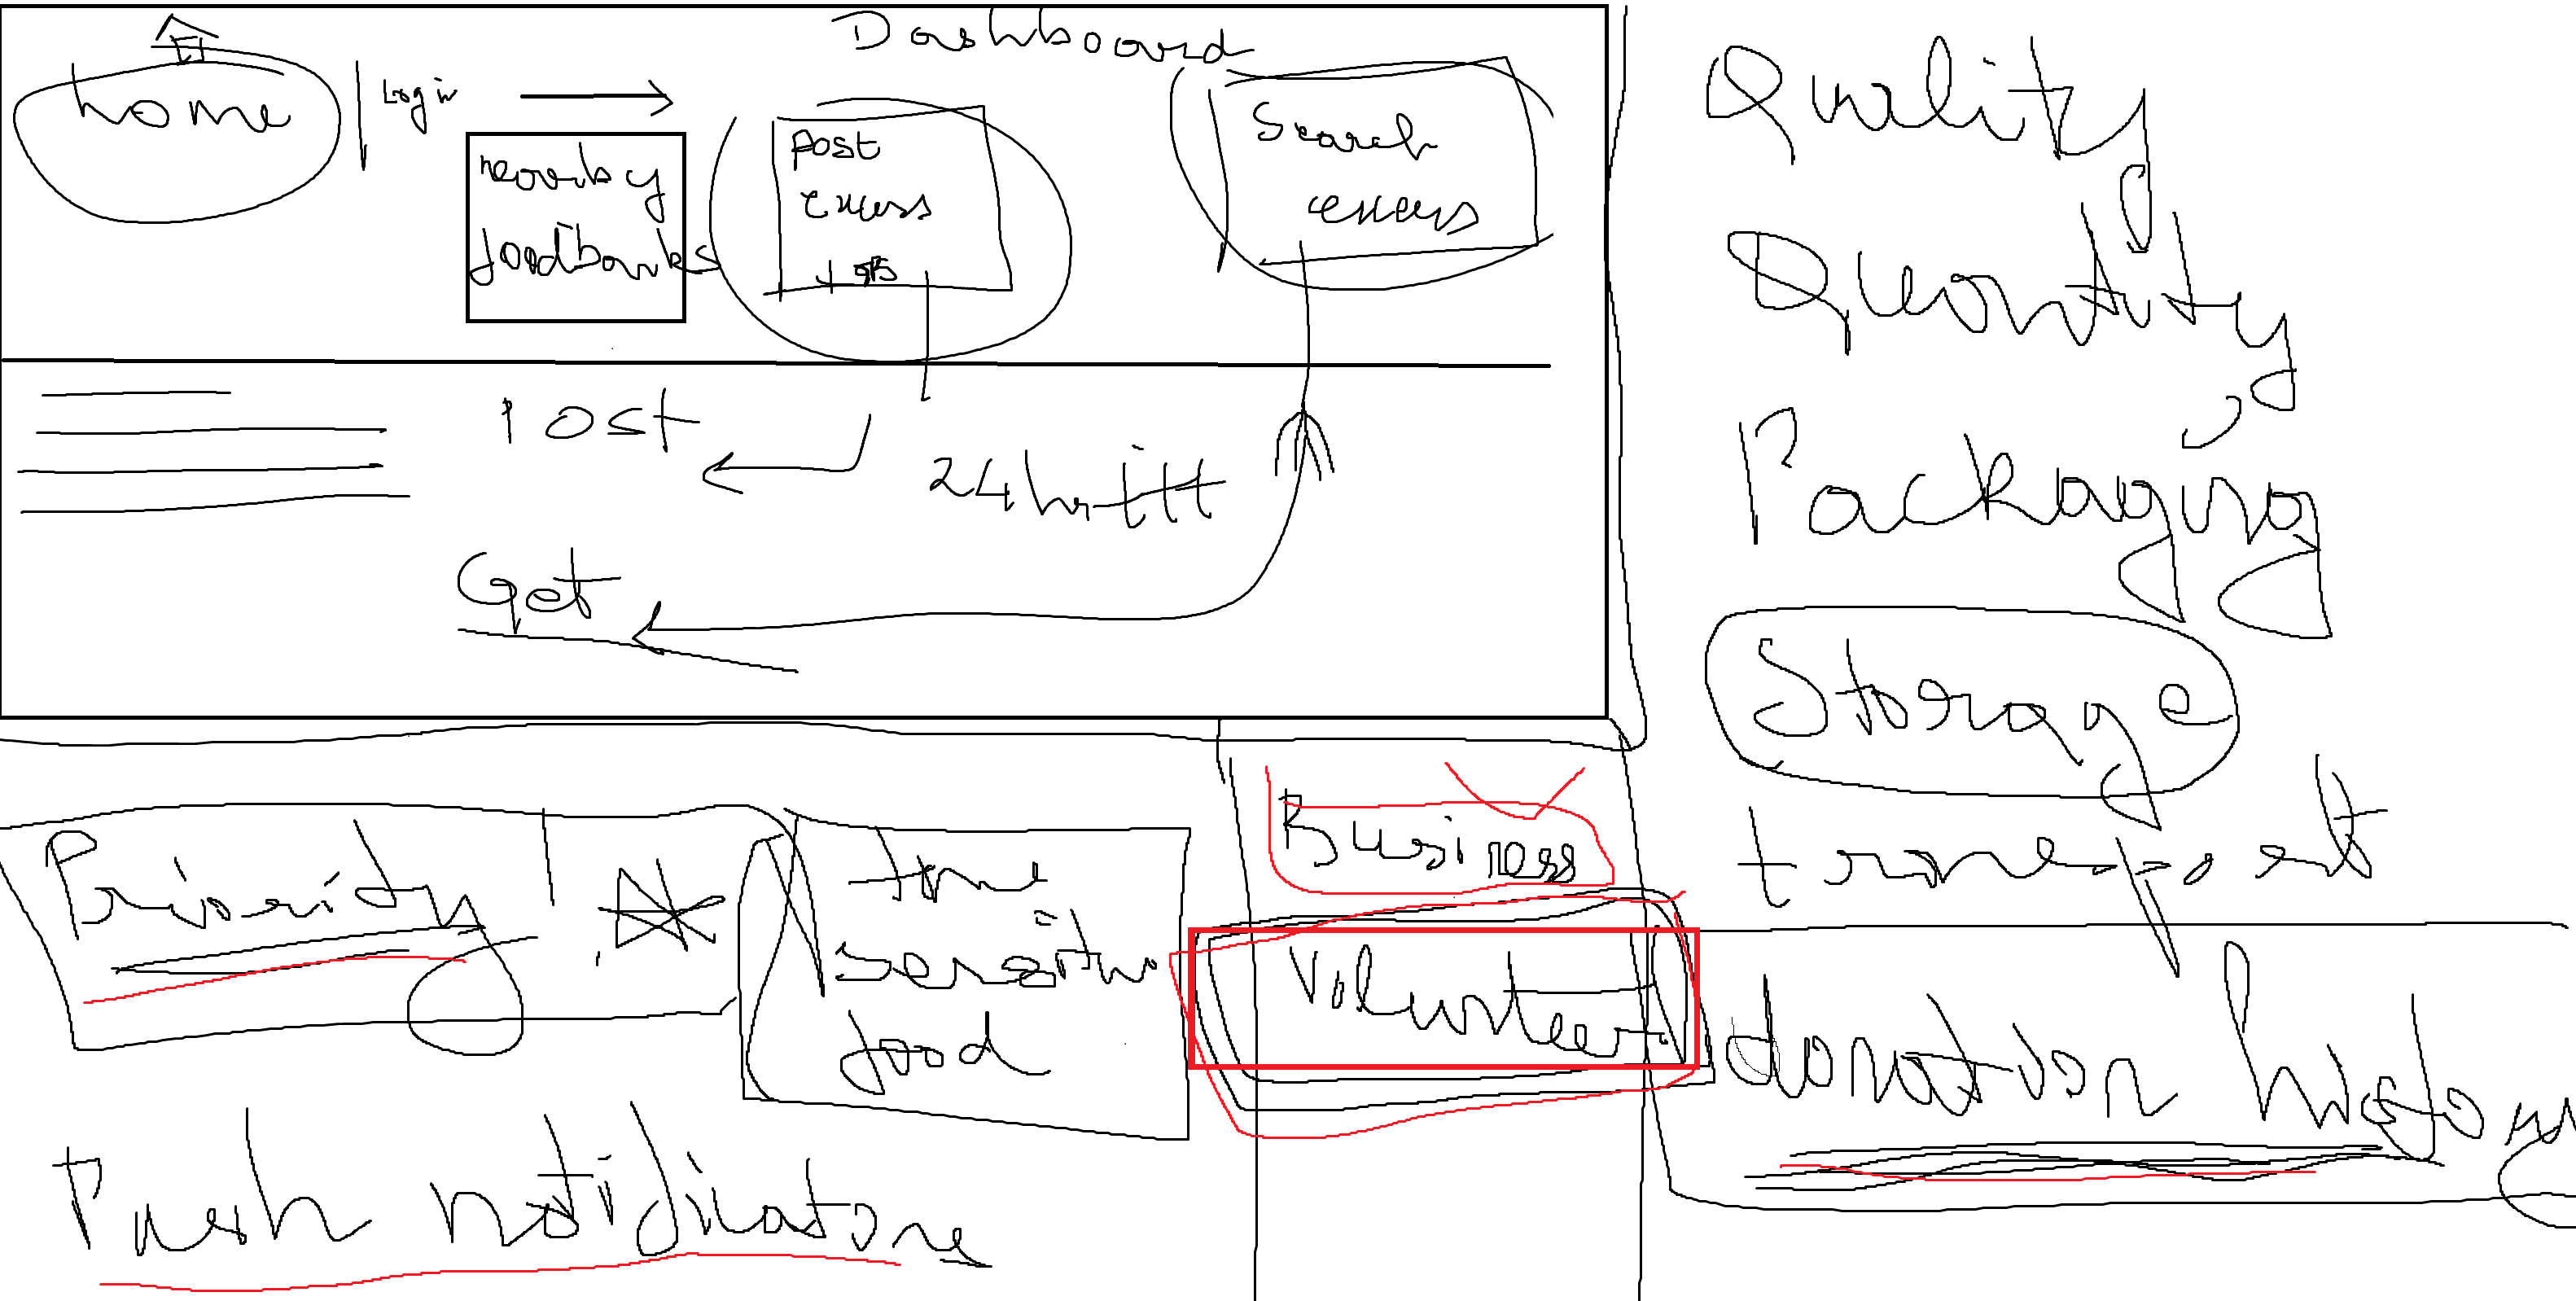 Dashboard
home
Login
nearby
foodbanks
Post
excess
Search
excess
Post
24hr
Get
Quality
Quantity,
Packaging
Storage
transport
Priority
time
sensitive
food
Business
Volunteer
donation history
Push notifications